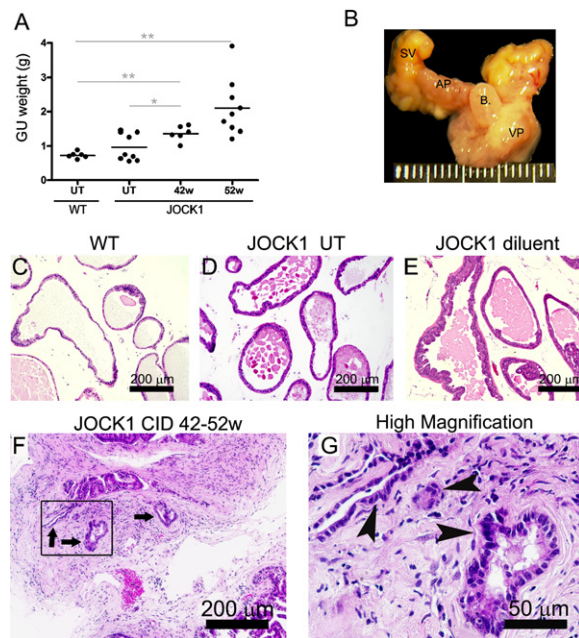 A
GU weight (g)
4
3
2
1
0
**
**
*
UT
UT
42w
52w
WT
JOCK1
B
SV
AP
B.
VP
WT
JOCK1 UT
JOCK1 diluent
C
200 μm
D
200 μm
E
200 μm
JOCK1 CID 42-52w
High Magnification
F
200 μm
G
50 μm